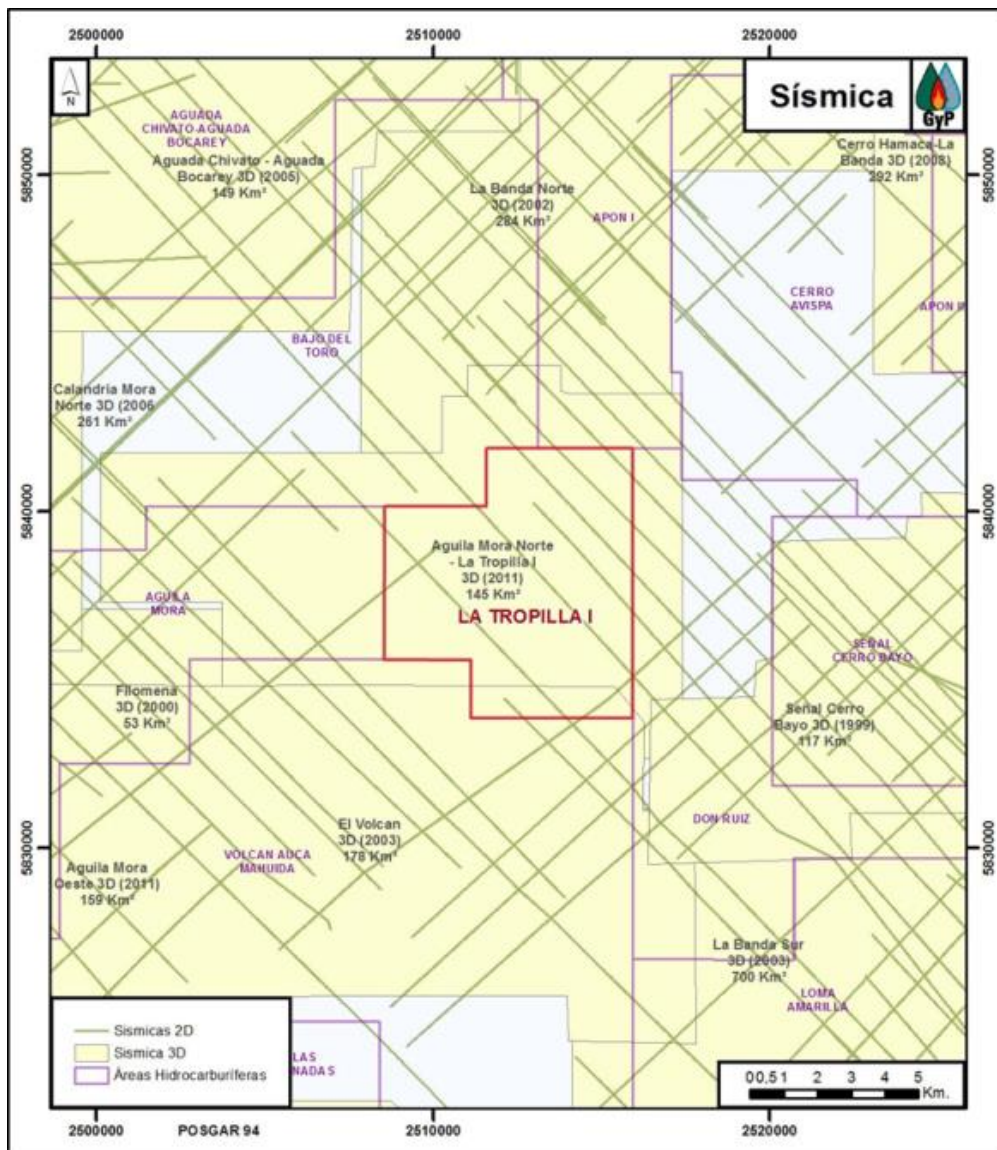 2500000
2510000
2520000
N
Sísmica
GyP
AGUADA
CHIVATO-AGUADA
BOCAREY
Aguada Chivato - Aguada
Bocarey 3D (2005)
149 Km²
Cerro Hamaca-La
Banda 3D (2008)
292 Km²
5850000
5850000
La Banda Norte
3D (2002)
284 Km²
APON I
CERRO
AVISPA
APON II
BAJO DEL
TORO
Calandria Mora
Norte 3D (2006
261 Km²
5840000
5840000
Aguila Mora Norte
- La Tropilla I
3D (2011)
145 Km²
LA TROPILLA I
AGUILA
MORA
SEÑAL
CERRO BAYO
Filomena
3D (2000)
53 Km²
Señal Cerro
Bayo 3D (1999)
117 Km²
5830000
5830000
El Volcan
3D (2003)
178 Km²
DON RUIZ
VOLCAN AUCA
MAHUIDA
Aguila Mora
Oeste 3D (2011)
159 Km²
La Banda Sur
3D (2003)
700 Km²
LOMA
AMARILLA
Sismicas 2D
Sismica 3D
Áreas Hidrocarburíferas
LAS
NADAS
0 0,5 1 2 3 4 5
Km.
2500000
POSGAR 94
2510000
2520000